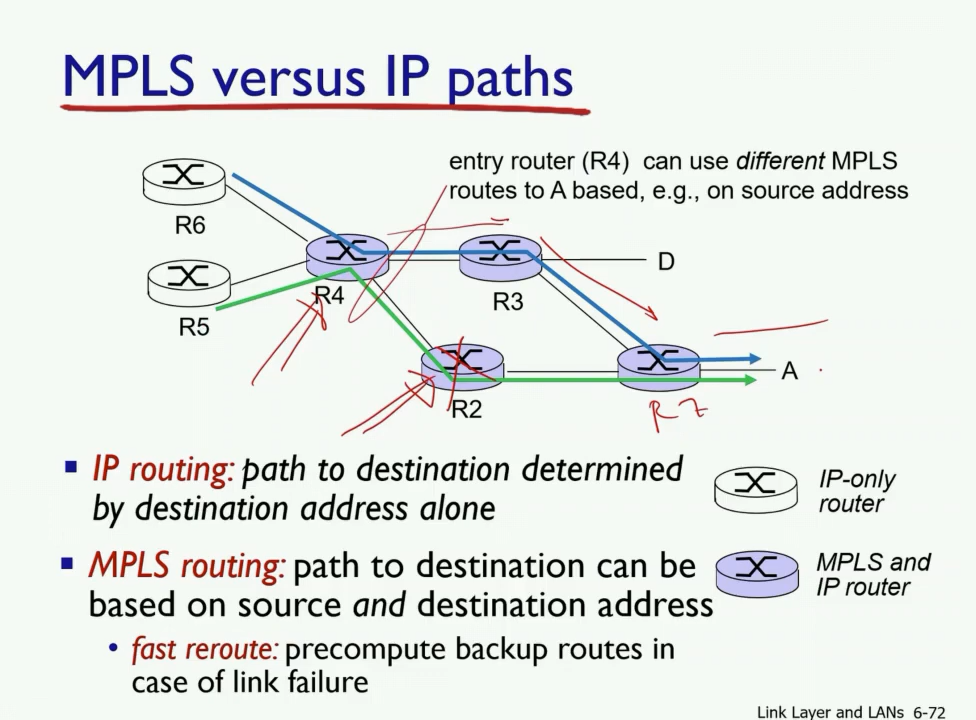 MPLS versus IP paths
entry router (R4) can use different MPLS
routes to A based, e.g., on source address
R6
R4
R3
D
R5
R2
A
R7
IP routing: path to destination determined
by destination address alone
IP-only
router
MPLS routing: path to destination can be
based on source and destination address
MPLS and
IP router
fast reroute: precompute backup routes in
case of link failure
Link Layer and LANs 6-72